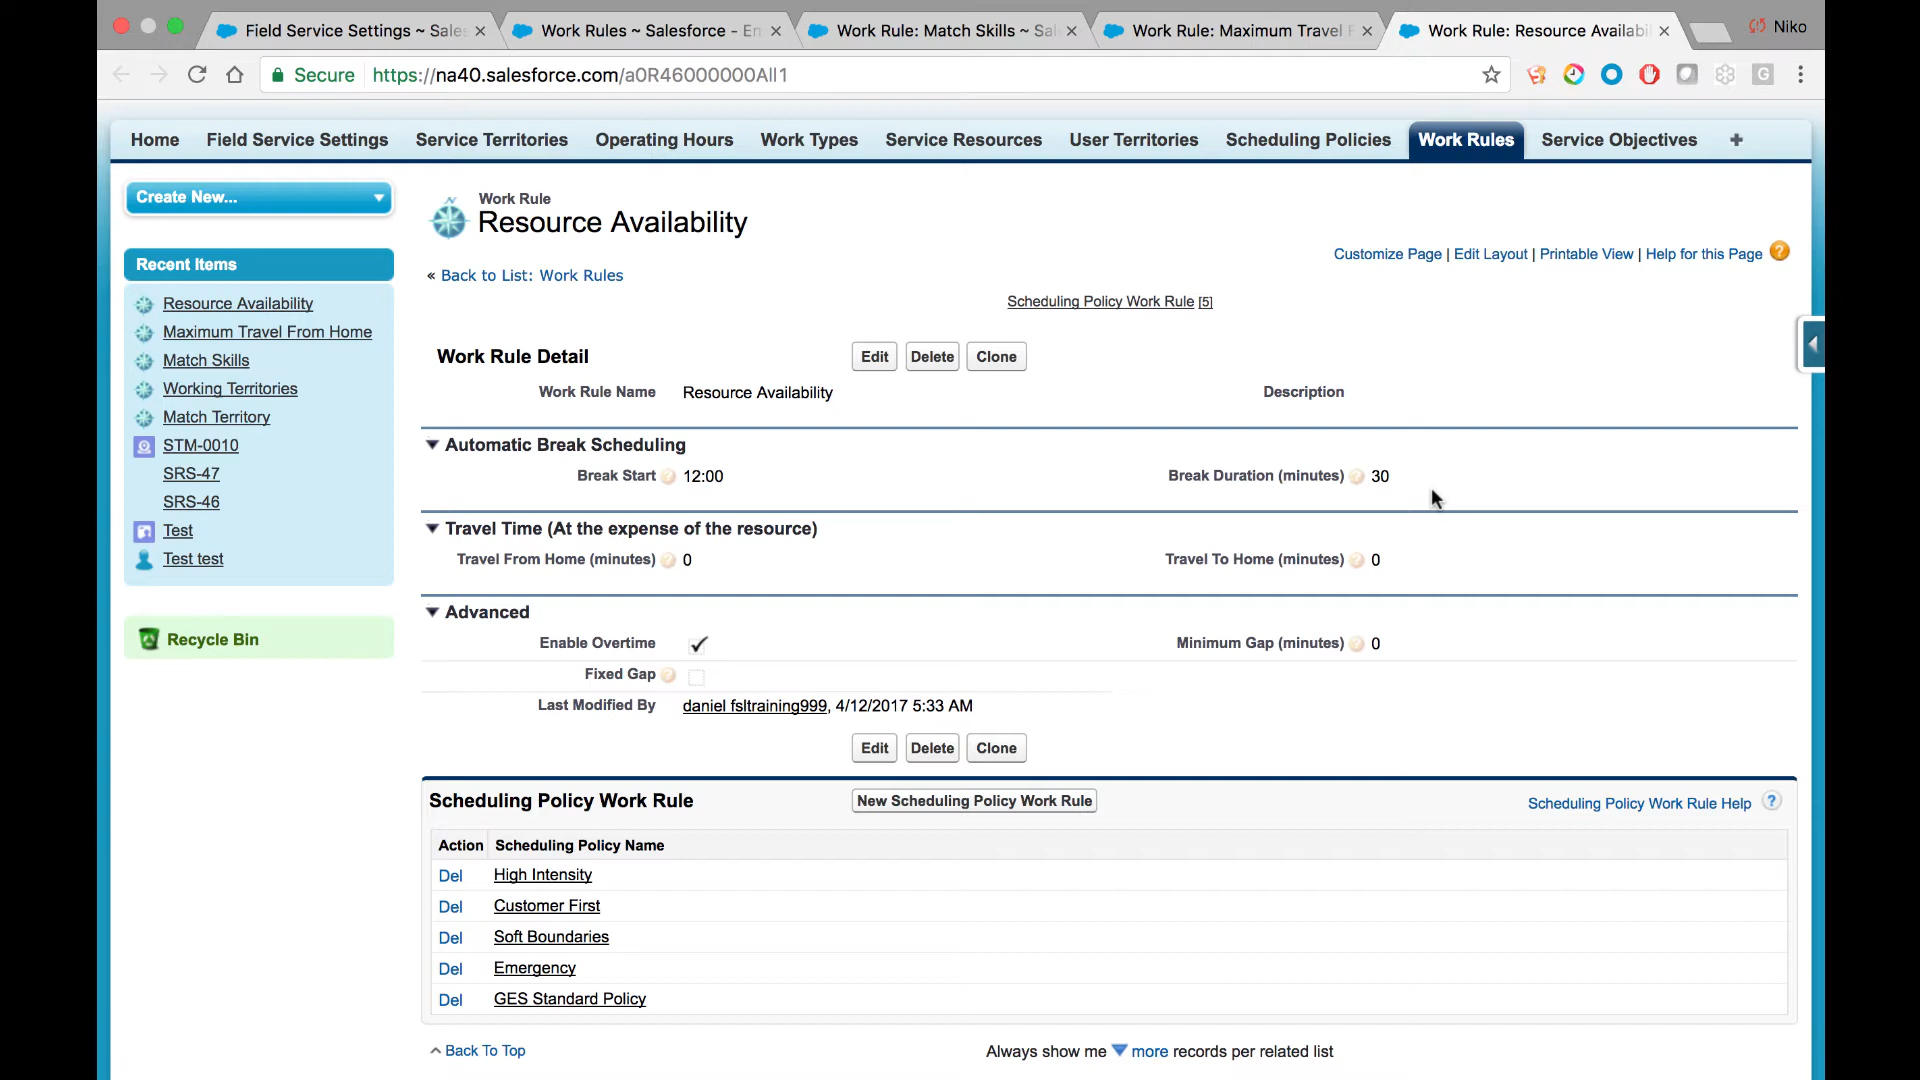 Field Service Settings ~ Sales
Work Rules ~ Salesforce - En
Work Rule: Match Skills ~ Sal
Work Rule: Maximum Travel F
Work Rule: Resource Availabil
Niko
Secure
https://na40.salesforce.com/a0R46000000AlI1
G
Home
Field Service Settings
Service Territories
Operating Hours
Work Types
Service Resources
User Territories
Scheduling Policies
Work Rules
Service Objectives
+
Create New...
Recent Items
Resource Availability
Maximum Travel From Home
Match Skills
Working Territories
Match Territory
STM-0010
SRS-47
SRS-46
Test
Test test
Recycle Bin
Work Rule
Resource Availability
Customize Page | Edit Layout | Printable View | Help for this Page ?
« Back to List: Work Rules
Scheduling Policy Work Rule [5]
Work Rule Detail
Edit Delete Clone
Work Rule Name Resource Availability
Description
Automatic Break Scheduling
Break Start ? 12:00
Break Duration (minutes) ? 30
Travel Time (At the expense of the resource)
Travel From Home (minutes) ? 0
Travel To Home (minutes) ? 0
Advanced
Enable Overtime
Minimum Gap (minutes) ? 0
Fixed Gap ?
Last Modified By daniel fsltraining999, 4/12/2017 5:33 AM
Edit Delete Clone
Scheduling Policy Work Rule
New Scheduling Policy Work Rule
Scheduling Policy Work Rule Help ?
Action Scheduling Policy Name
Del High Intensity
Del Customer First
Del Soft Boundaries
Del Emergency
Del GES Standard Policy
Back To Top
Always show me more records per related list